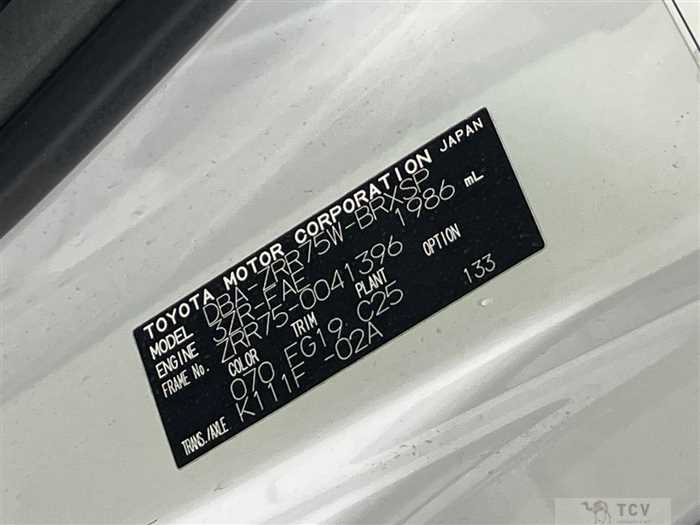 TOYOTA MOTOR CORPORATION JAPAN
MODEL DBA-ZRR75W-BRXSP
ENGINE 3ZR-FAE 1986 mL
FRAME No. ZRR75-0041396
COLOR TRIM PLANT OPTION
070 FG19 C25 133
TRANS./AXLE K111F -02A
TCV